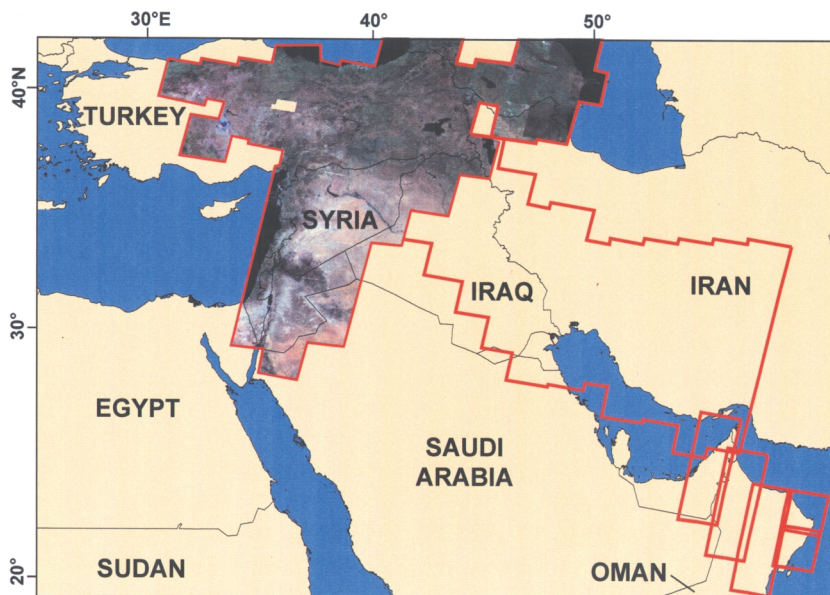 30°E 40° 50°
40°N
TURKEY
SYRIA
IRAQ
IRAN
30°
EGYPT
SAUDI
ARABIA
20°
SUDAN
OMAN